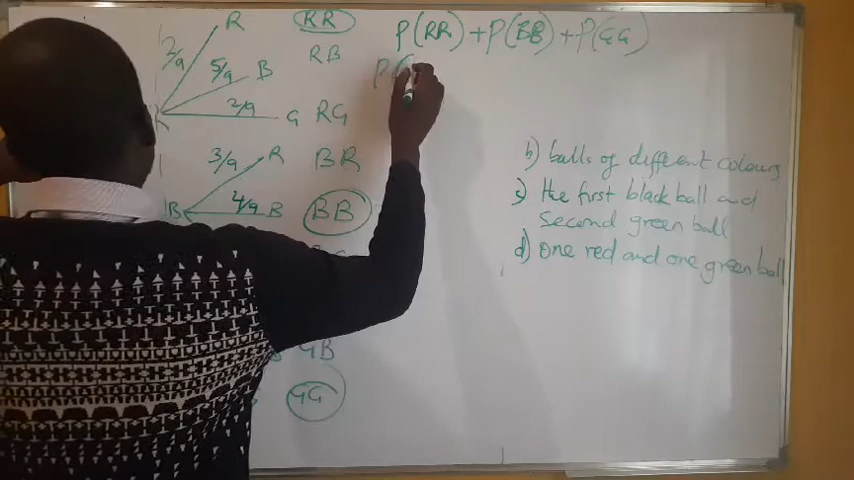 R
RR
P(RR)+P(BB)+P(GG)
2/9
5/9
B
RB
P(
2/9
G
RG
3/9
R
BR
b) balls of different colours
c) the first black ball and
second green ball
B
4/9
B
BB
d) one red and one green ball
GB
GG